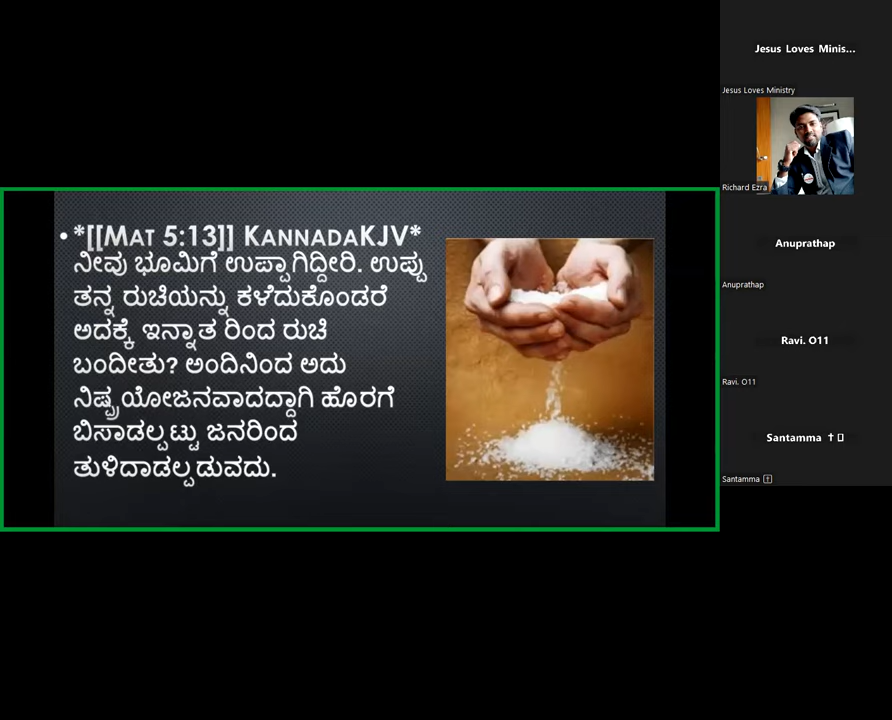 • *[[MAT 5:13]] KANNADAKJV*
ನೀವು ಭೂಮಿಗೆ ಉಪ್ಪಾಗಿದ್ದೀರಿ. ಉಪ್ಪು
ತನ್ನ ರುಚಿಯನ್ನು ಕಳೆದುಕೊಂಡರೆ
ಅದಕ್ಕೆ ಇನ್ನಾತ ರಿಂದ ರುಚಿ
ಬಂದೀತು? ಅಂದಿನಿಂದ ಅದು
ನಿಷ್ಪ್ರಯೋಜನವಾದದ್ದಾಗಿ ಹೊರಗೆ
ಬಿಸಾಡಲ್ಪಟ್ಟು ಜನರಿಂದ
ತುಳಿದಾಡಲ್ಪಡುವದು.
Jesus Loves Minis...
Jesus Loves Ministry
Richard Ezra
Anuprathap
Anuprathap
Ravi. O11
Ravi. O11
Santamma ✝ ▯
Santamma